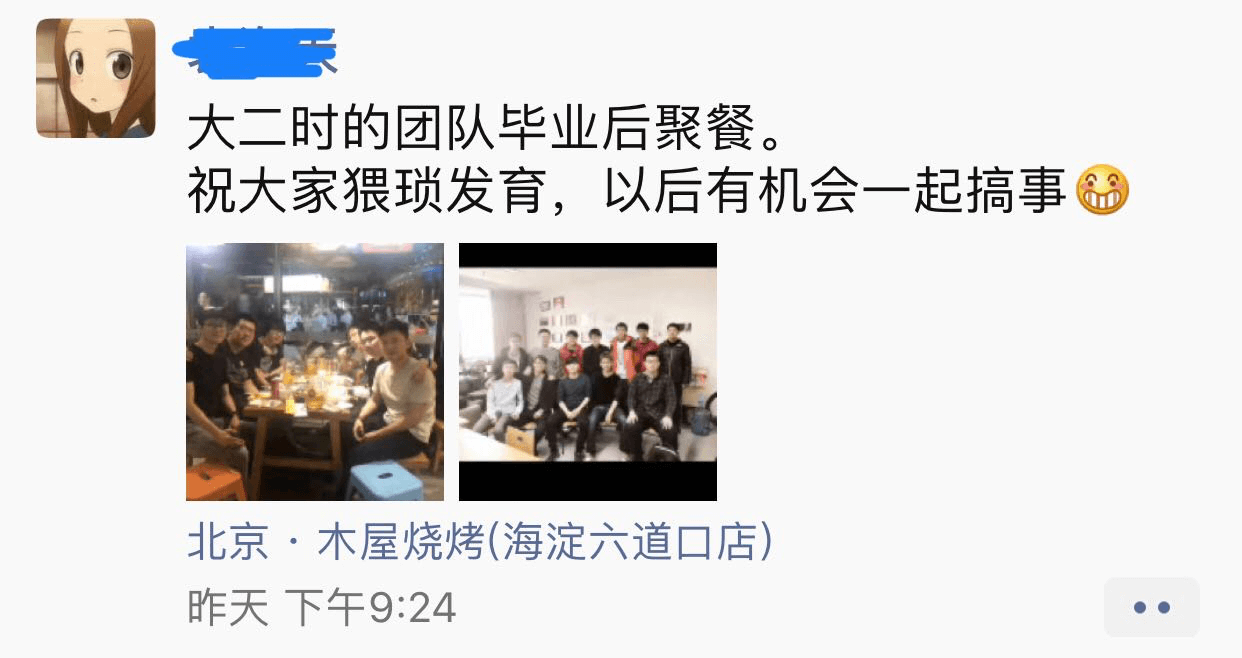 大二时的团队毕业后聚餐。
祝大家猥琐发育，以后有机会一起搞事😁
北京·木屋烧烤(海淀六道口店)
昨天 下午9:24